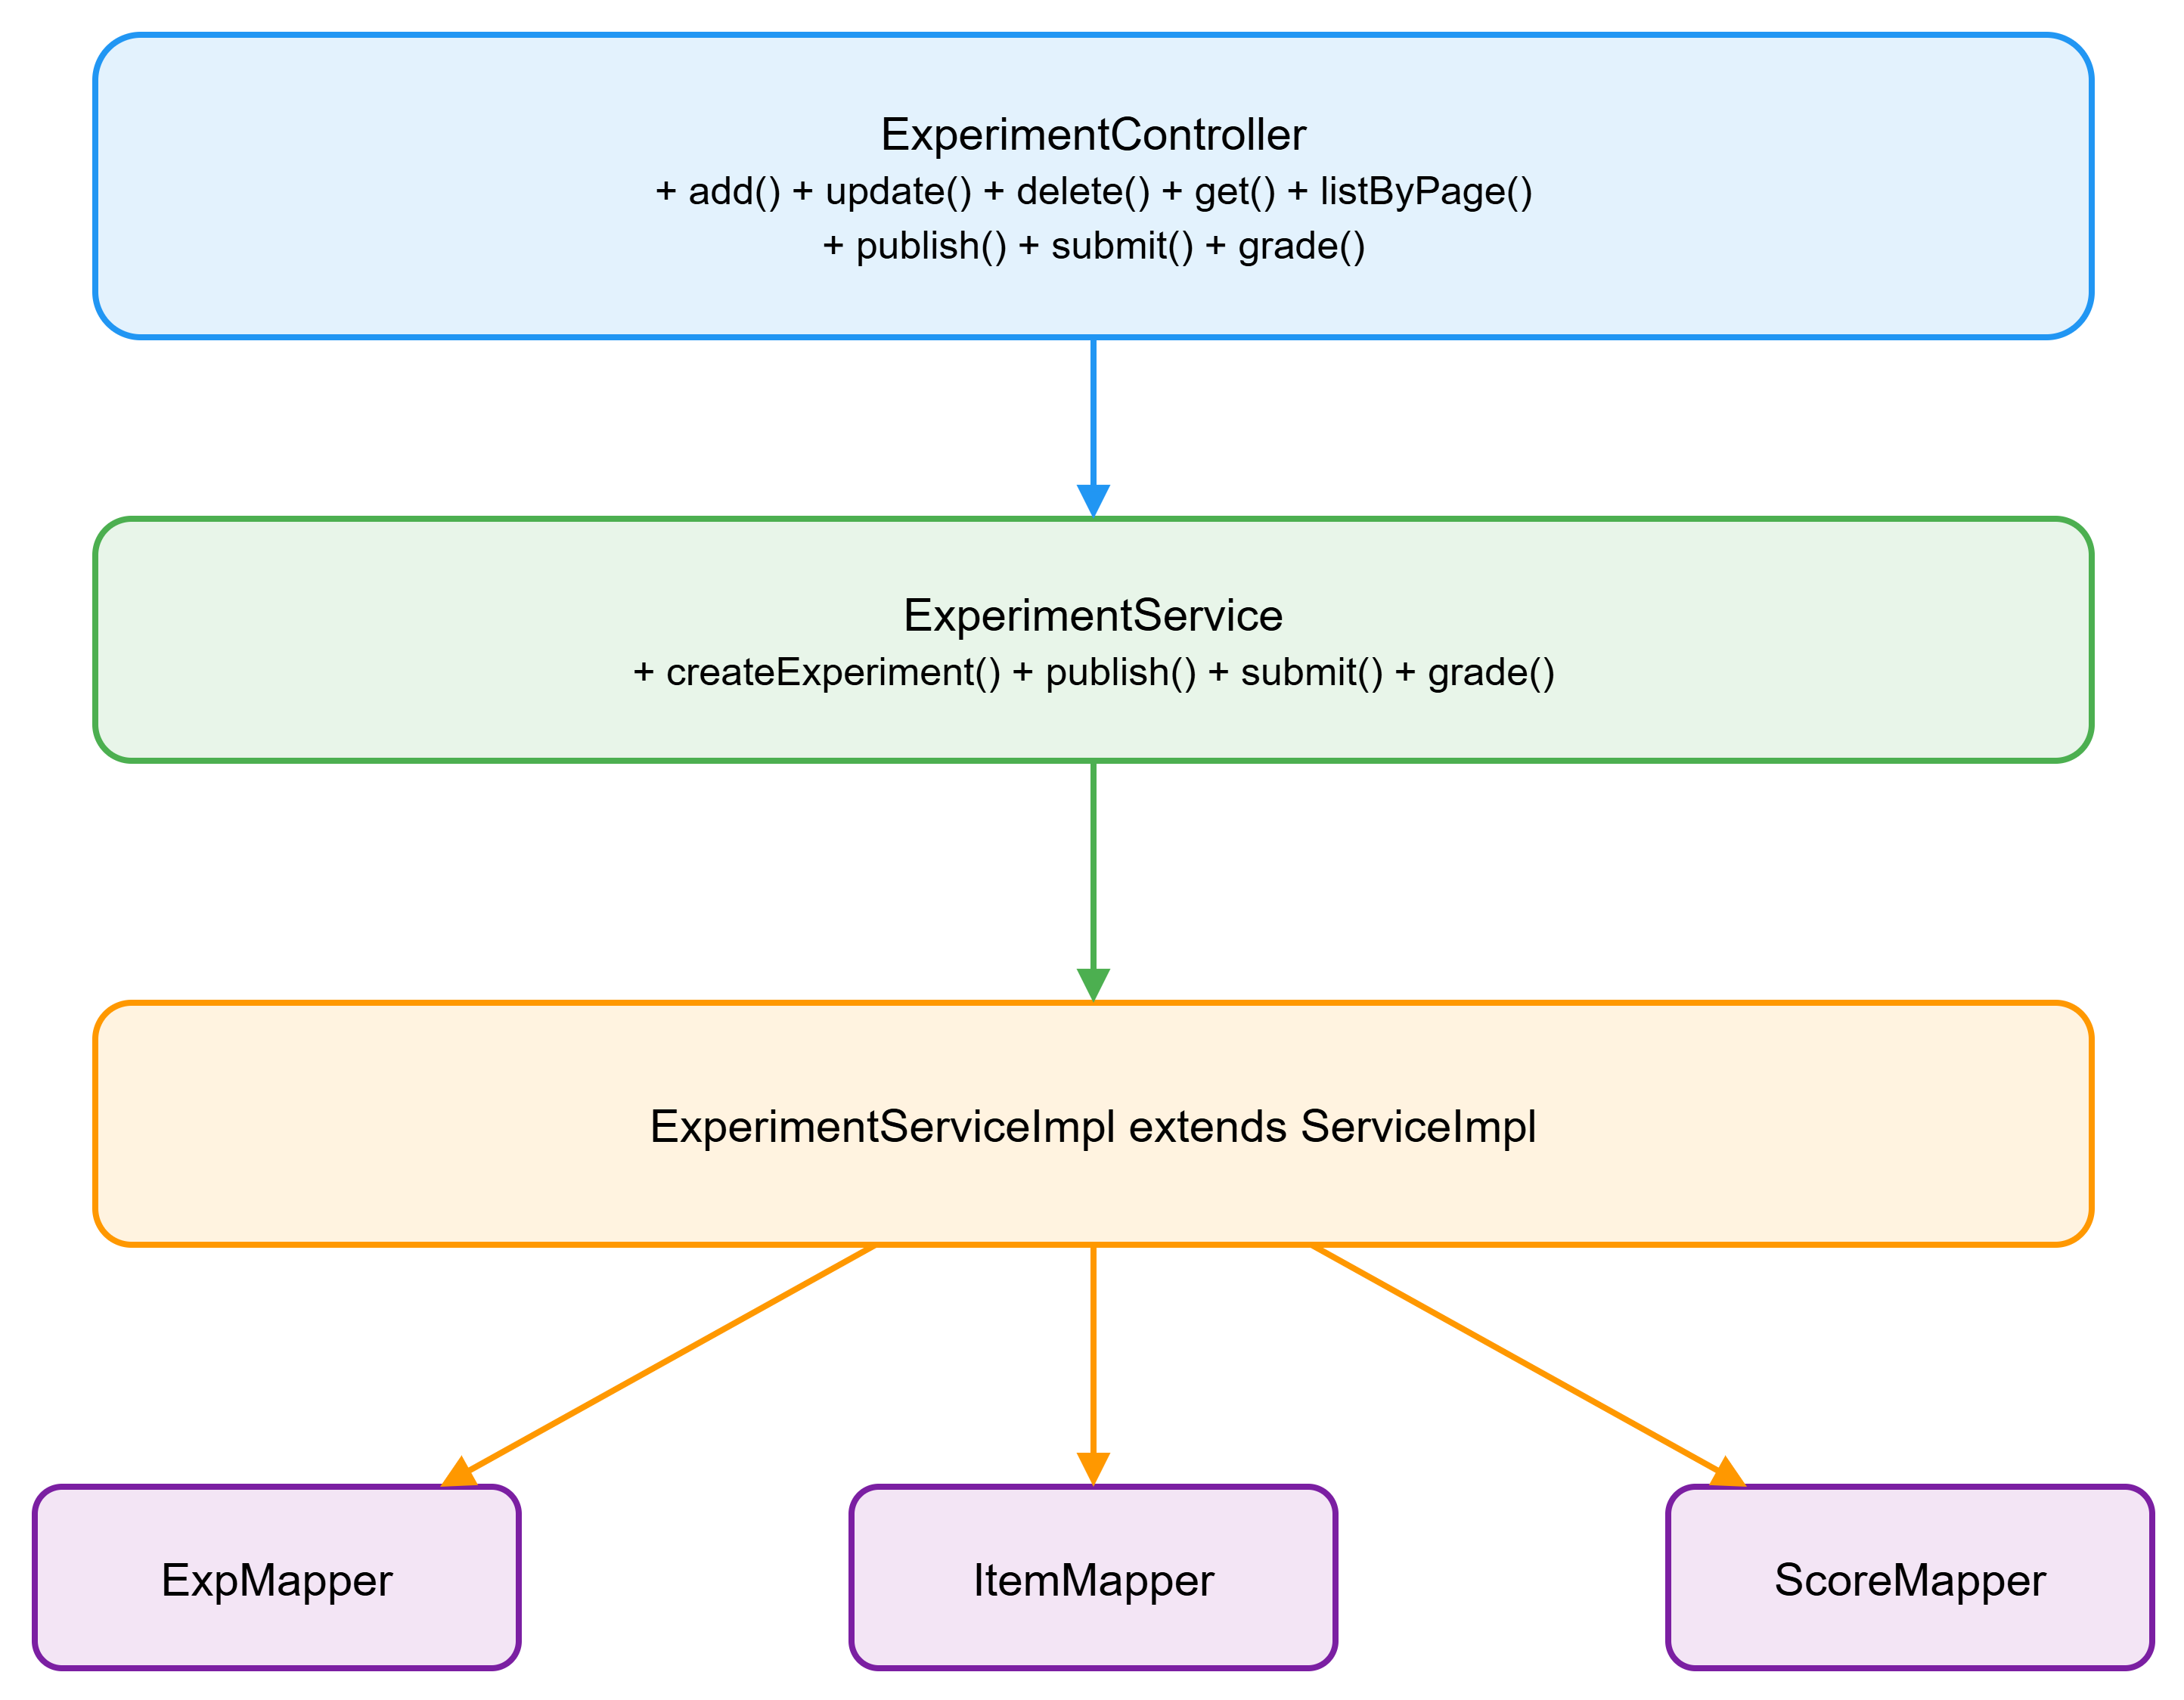 ExperimentController
+ add() + update() + delete() + get() + listByPage()
+ publish() + submit() + grade()
ExperimentService
+ createExperiment() + publish() + submit() + grade()
ExperimentServiceImpl extends ServiceImpl
ExpMapper
ItemMapper
ScoreMapper